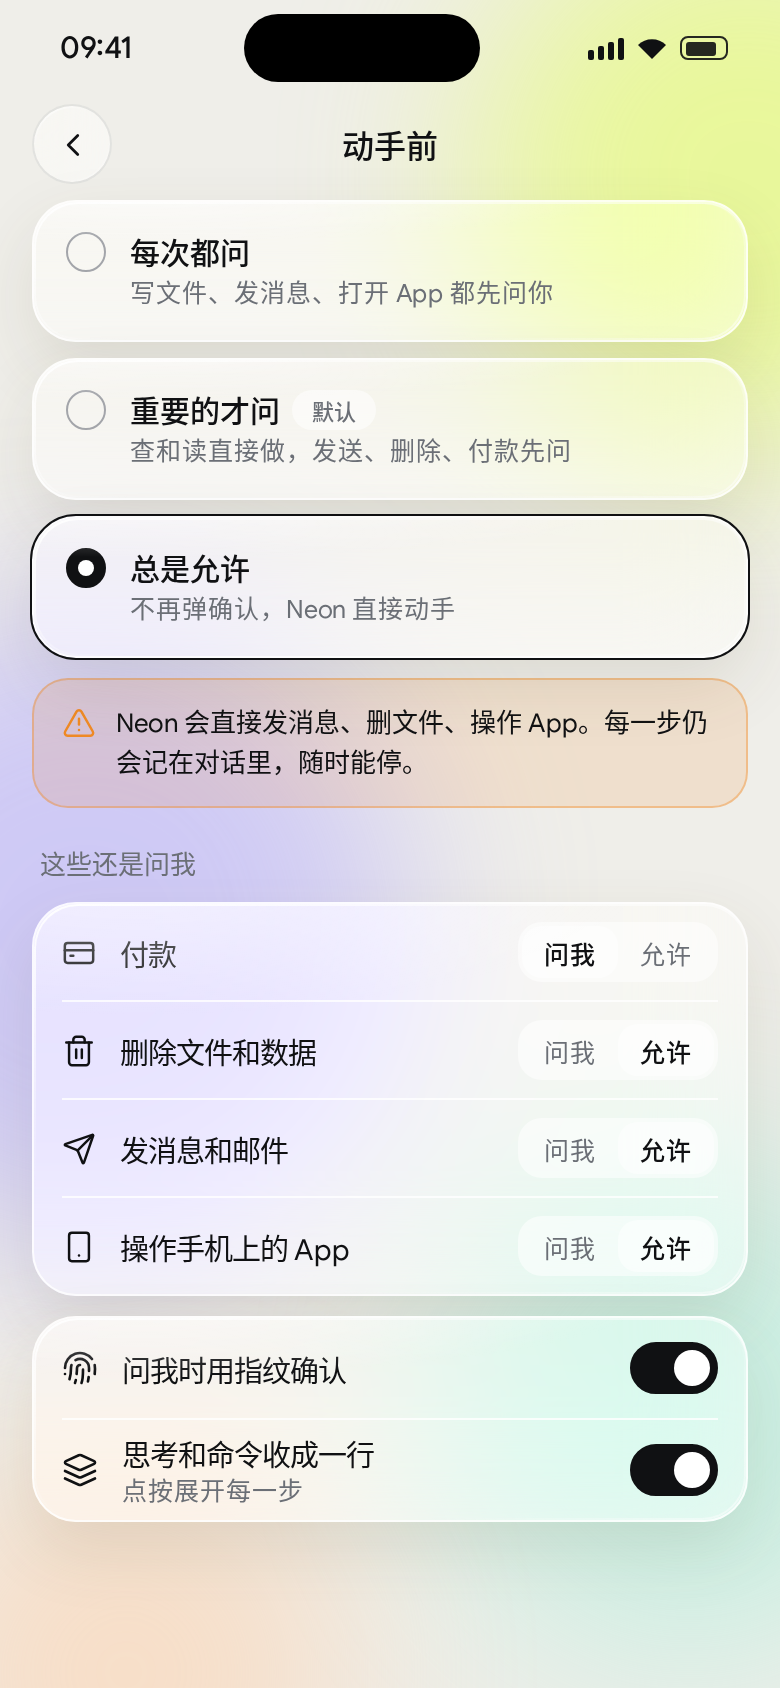 09:41
动手前
每次都问
写文件、发消息、打开 App 都先问你
重要的才问 默认
查和读直接做，发送、删除、付款先问
总是允许
不再弹确认，Neon 直接动手
Neon 会直接发消息、删文件、操作 App。每一步仍
会记在对话里，随时能停。
这些还是问我
付款 问我 允许
删除文件和数据 问我 允许
发消息和邮件 问我 允许
操作手机上的 App 问我 允许
问我时用指纹确认
思考和命令收成一行
点按展开每一步